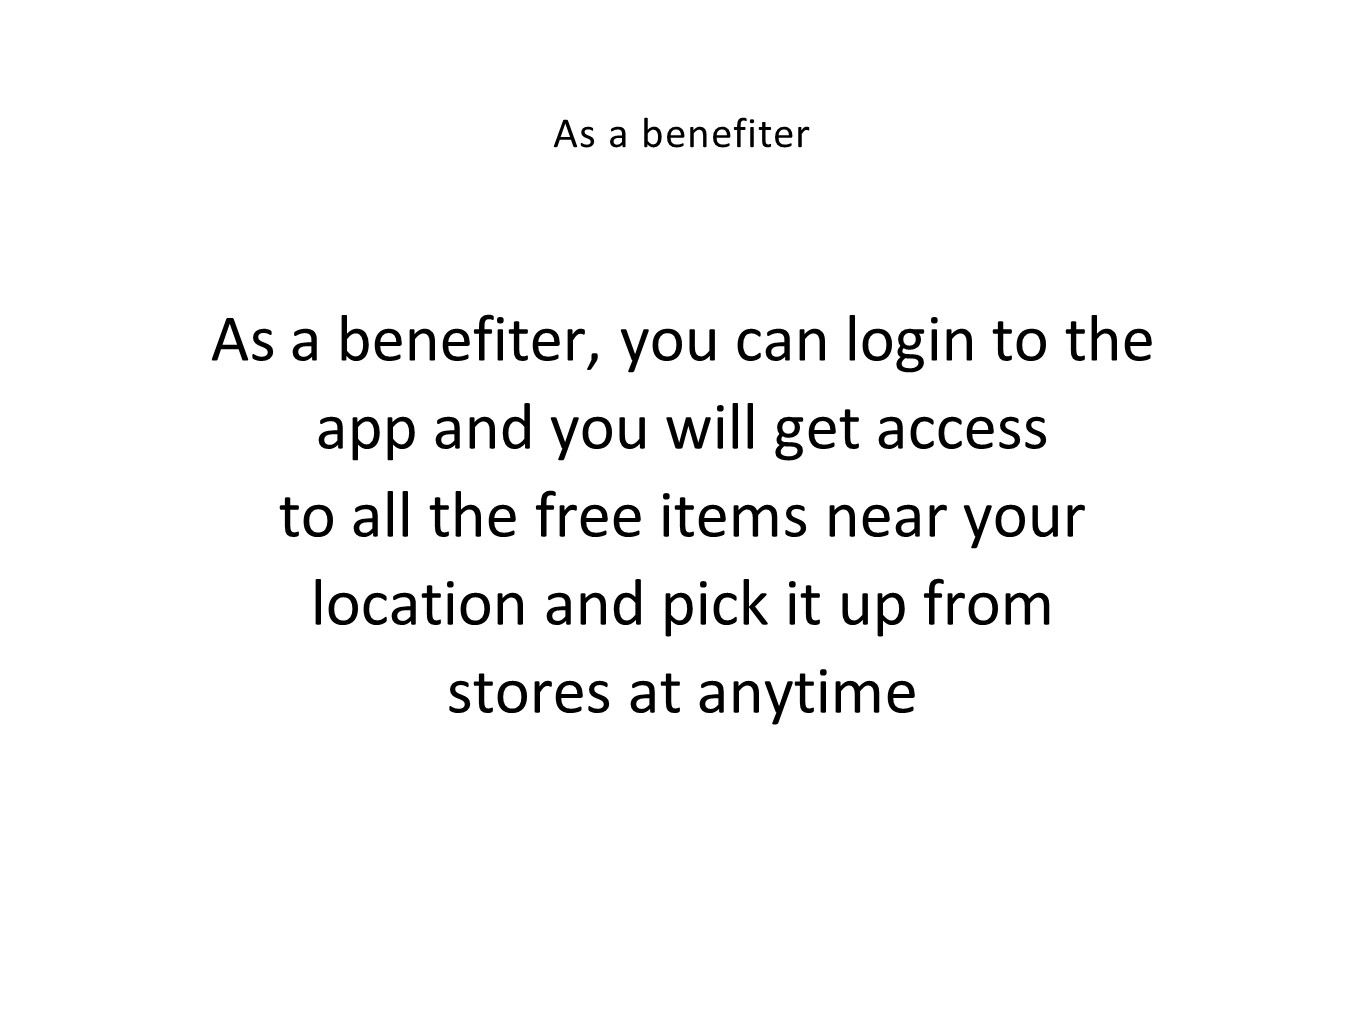 As a benefiter
As a benefiter, you can login to the
app and you will get access
to all the free items near your
location and pick it up from
stores at anytime